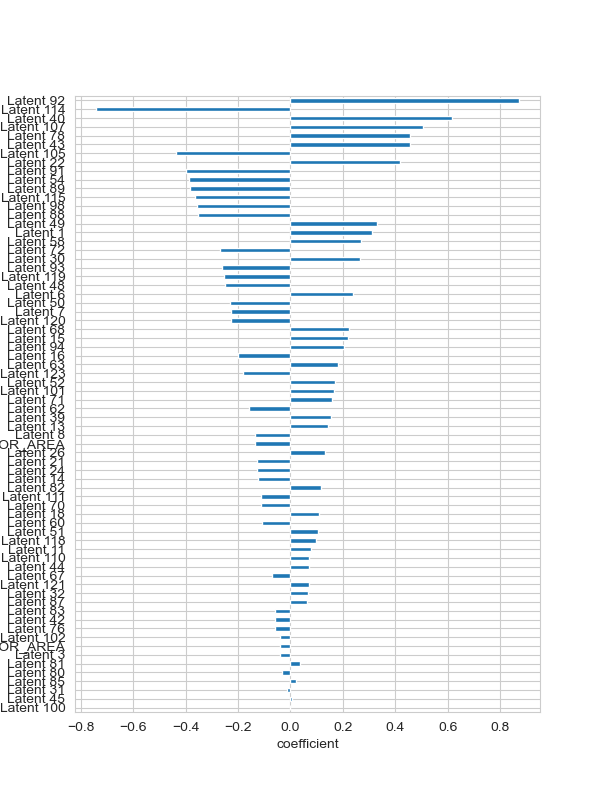 Latent 92
Latent 114
Latent 40
Latent 107
Latent 78
Latent 43
Latent 105
Latent 22
Latent 91
Latent 54
Latent 89
Latent 115
Latent 98
Latent 88
Latent 49
Latent 1
Latent 58
Latent 72
Latent 30
Latent 93
Latent 119
Latent 48
Latent 6
Latent 50
Latent 7
Latent 120
Latent 68
Latent 15
Latent 94
Latent 16
Latent 63
Latent 123
Latent 52
Latent 101
Latent 71
Latent 62
Latent 39
Latent 13
Latent 8
OR_AREA
Latent 26
Latent 21
Latent 24
Latent 14
Latent 82
Latent 111
Latent 70
Latent 18
Latent 60
Latent 51
Latent 118
Latent 11
Latent 110
Latent 44
Latent 67
Latent 121
Latent 32
Latent 87
Latent 83
Latent 42
Latent 76
Latent 102
OR_AREA
Latent 3
Latent 81
Latent 80
Latent 85
Latent 31
Latent 45
Latent 100
−0.8 −0.6 −0.4 −0.2 0.0 0.2 0.4 0.6 0.8
coefficient